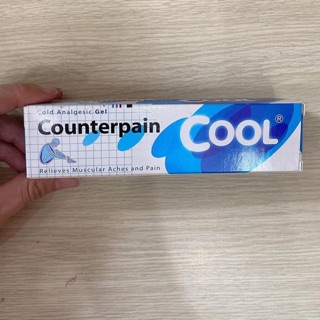 Cold Analgesic Gel
Counterpain COOL®
Relieves Muscular Aches and Pain